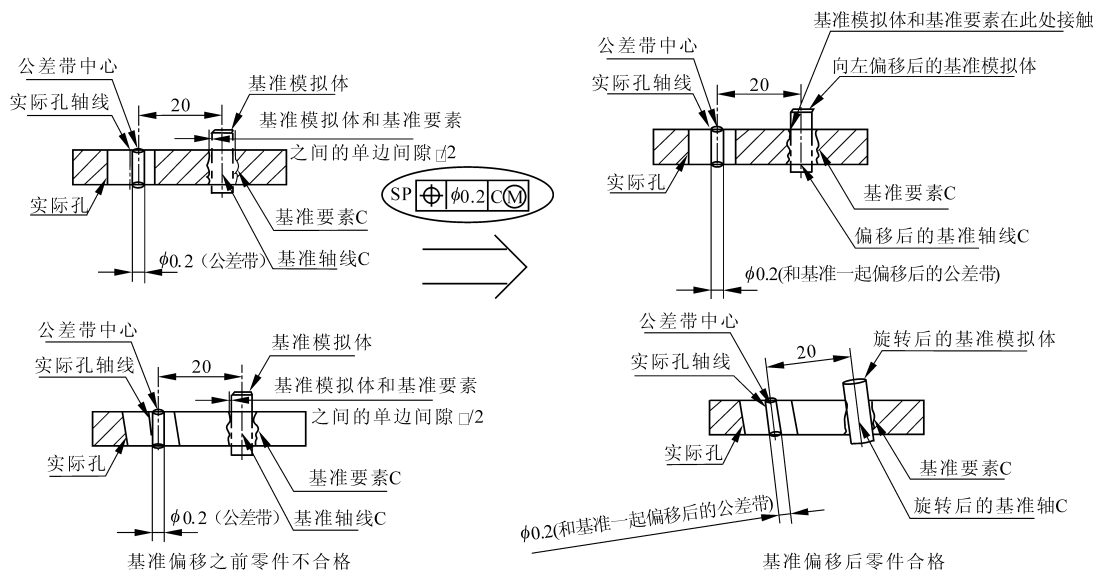 公差带中心
实际孔轴线
20
基准模拟体
基准模拟体和基准要素
之间的单边间隙 /2
实际孔
基准要素C
ϕ0.2（公差带）
基准轴线C
SP ϕ0.2 C Ⓜ
基准模拟体和基准要素在此处接触
公差带中心
向左偏移后的基准模拟体
实际孔轴线
20
实际孔
基准要素C
偏移后的基准轴线C
ϕ0.2(和基准一起偏移后的公差带)
公差带中心
实际孔轴线
20
基准模拟体
基准模拟体和基准要素
之间的单边间隙 /2
实际孔
基准要素C
ϕ0.2（公差带）
基准轴线C
基准偏移之前零件不合格
公差带中心
旋转后的基准模拟体
实际孔轴线
20
实际孔
基准要素C
旋转后的基准轴C
ϕ0.2(和基准一起偏移后的公差带)
基准偏移后零件合格